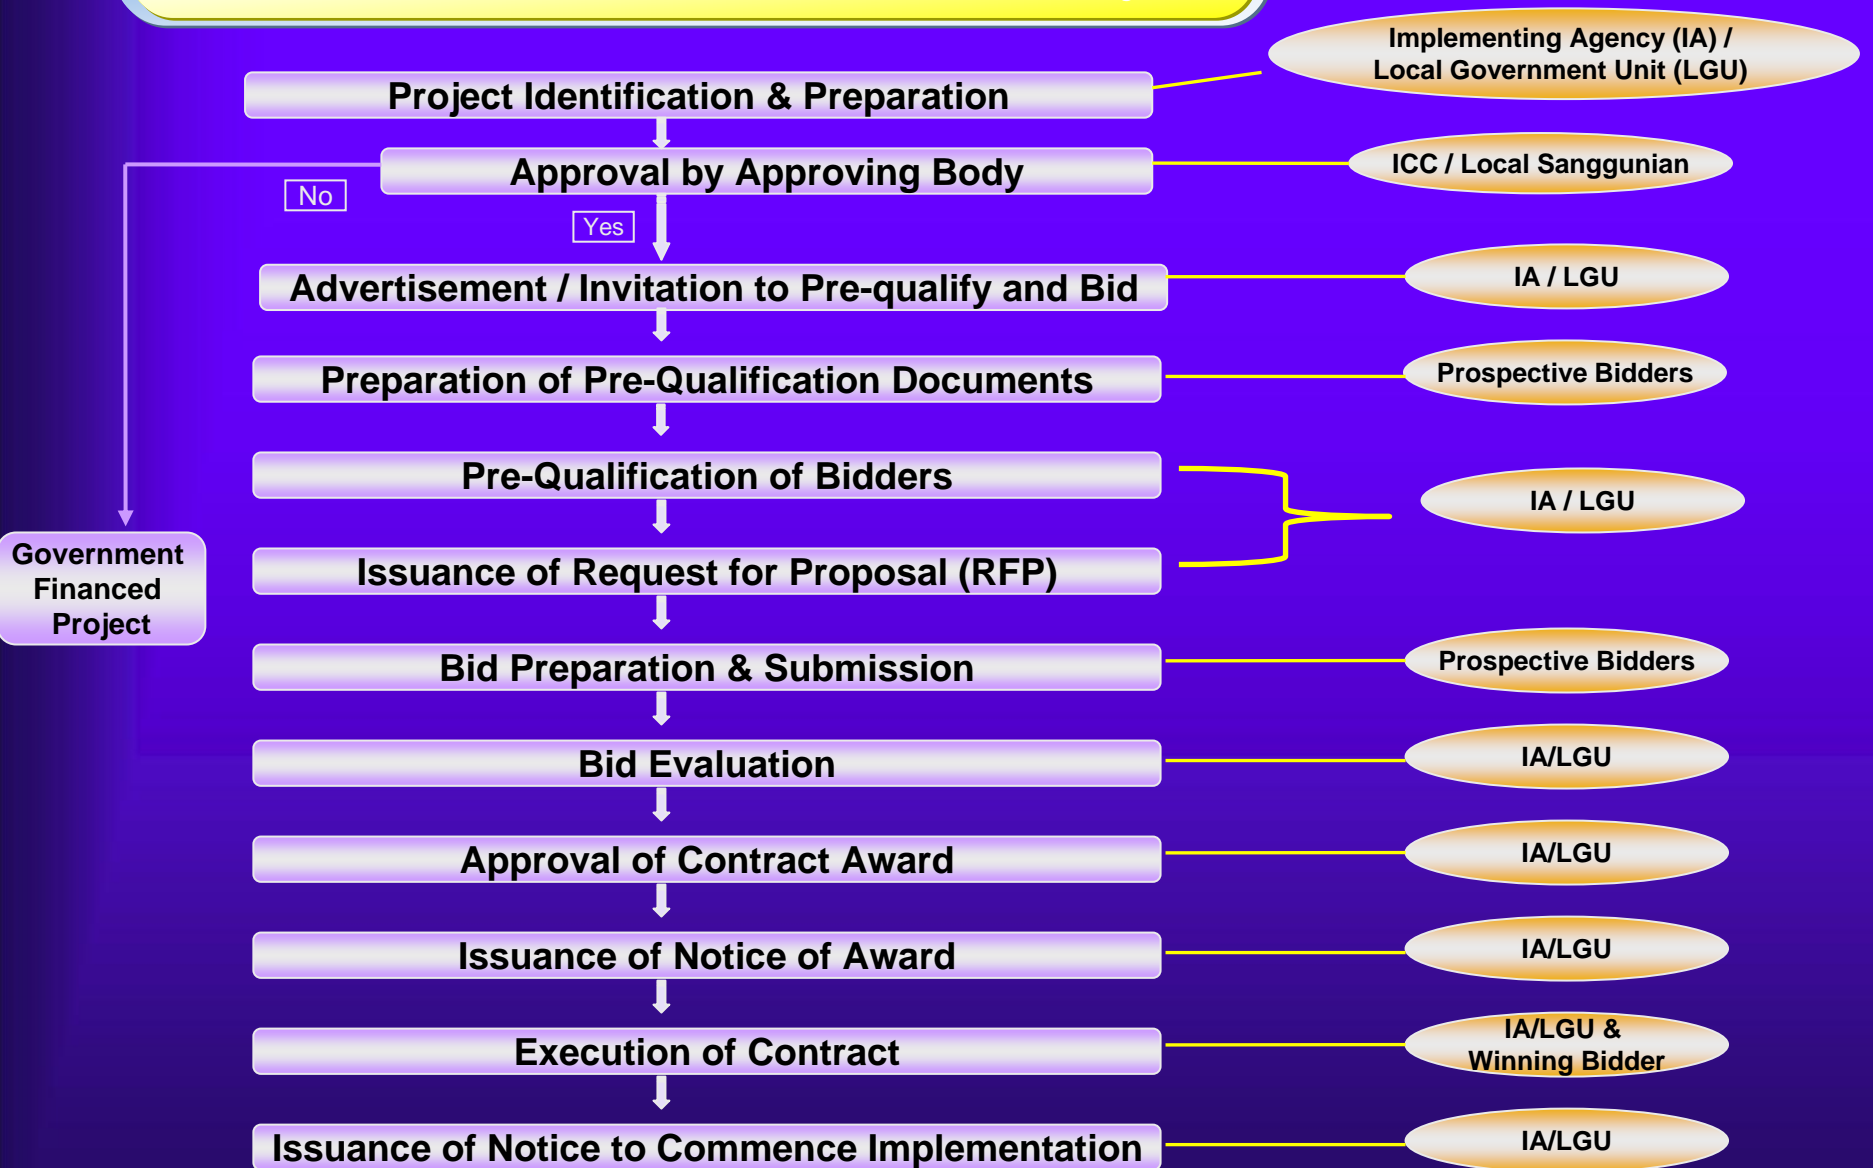 Implementing Agency (IA) /
Local Government Unit (LGU)
Project Identification & Preparation
Approval by Approving Body
ICC / Local Sanggunian
No
Yes
Advertisement / Invitation to Pre-qualify and Bid
IA / LGU
Preparation of Pre-Qualification Documents
Prospective Bidders
Pre-Qualification of Bidders
IA / LGU
Government
Financed
Project
Issuance of Request for Proposal (RFP)
Bid Preparation & Submission
Prospective Bidders
Bid Evaluation
IA/LGU
Approval of Contract Award
IA/LGU
Issuance of Notice of Award
IA/LGU
Execution of Contract
IA/LGU &
Winning Bidder
Issuance of Notice to Commence Implementation
IA/LGU